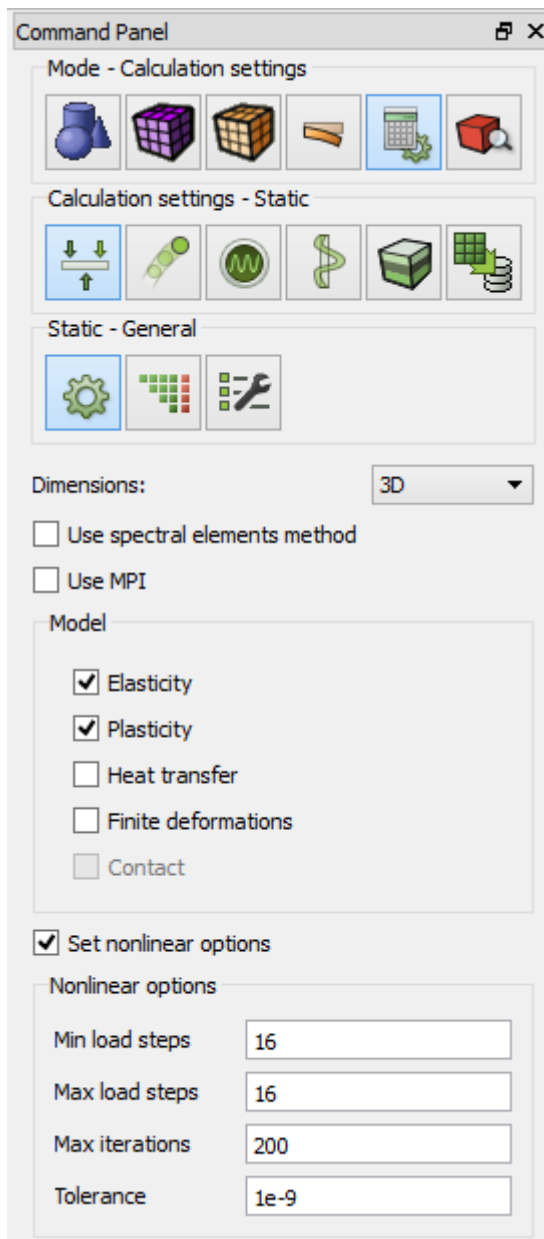 Command Panel
Mode - Calculation settings
Calculation settings - Static
Static - General
Dimensions: 3D
Use spectral elements method
Use MPI
Model
Elasticity
Plasticity
Heat transfer
Finite deformations
Contact
Set nonlinear options
Nonlinear options
Min load steps 16
Max load steps 16
Max iterations 200
Tolerance 1e-9